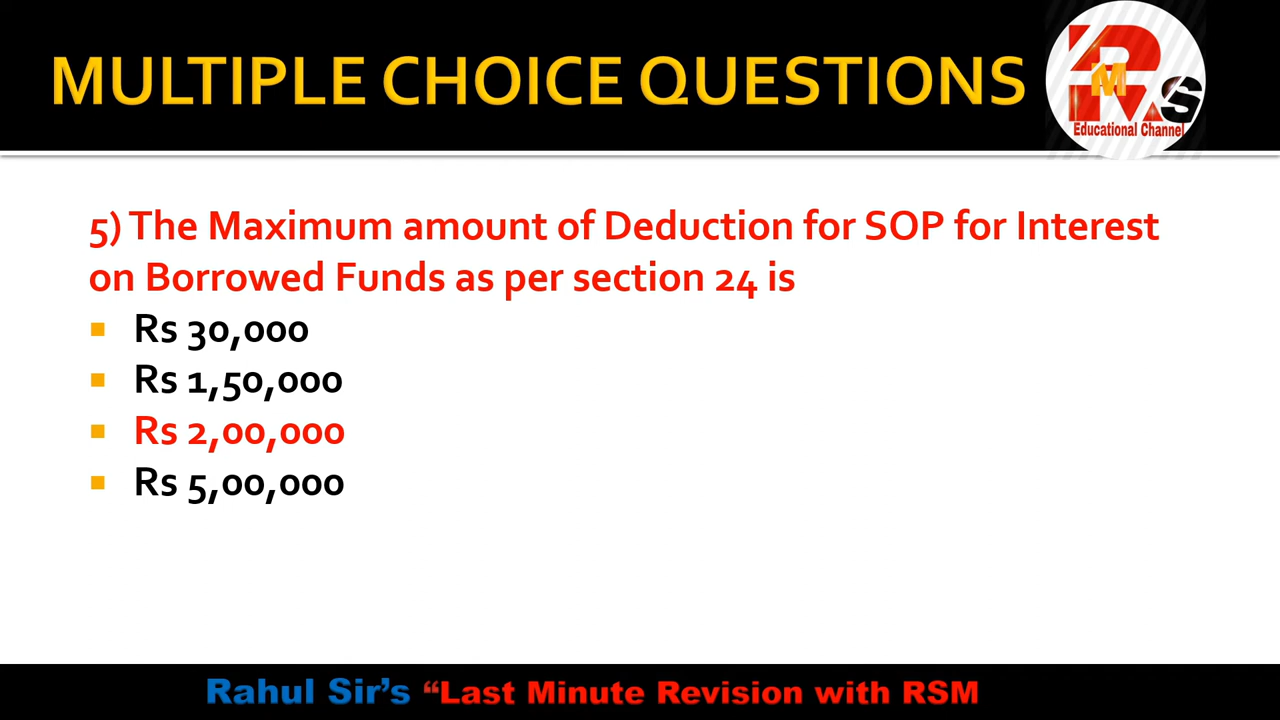 MULTIPLE CHOICE QUESTIONS
RMS
Educational Channel
5) The Maximum amount of Deduction for SOP for Interest
on Borrowed Funds as per section 24 is
Rs 30,000
Rs 1,50,000
Rs 2,00,000
Rs 5,00,000
Rahul Sir's “Last Minute Revision with RSM